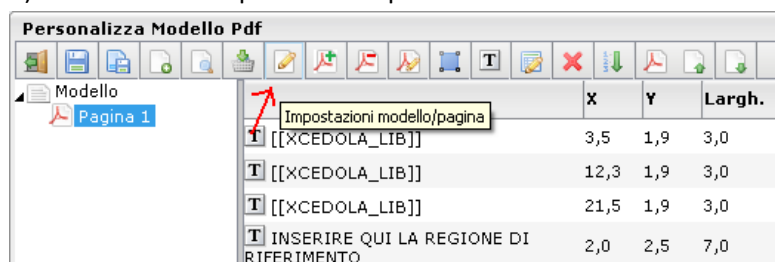 Personalizza Modello Pdf
T
Modello
X Y Largh.
Pagina 1
Impostazioni modello/pagina
T [[XCEDOLA_LIB]] 3,5 1,9 3,0
T [[XCEDOLA_LIB]] 12,3 1,9 3,0
T [[XCEDOLA_LIB]] 21,5 1,9 3,0
T INSERIRE QUI LA REGIONE DI 2,0 2,5 7,0
RIFERIMENTO